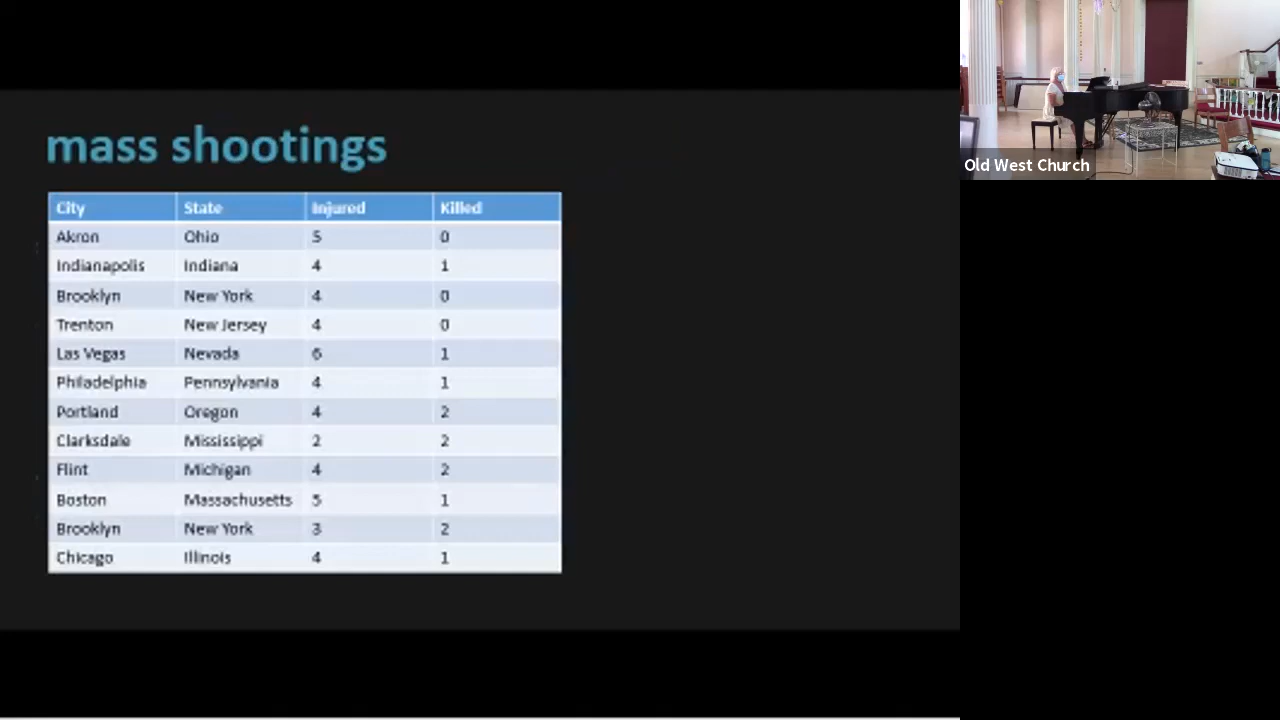 mass shootings
City State Injured Killed
Akron Ohio 5 0
Indianapolis Indiana 4 1
Brooklyn New York 4 0
Trenton New Jersey 4 0
Las Vegas Nevada 6 1
Philadelphia Pennsylvania 4 1
Portland Oregon 4 2
Clarksdale Mississippi 2 2
Flint Michigan 4 2
Boston Massachusetts 5 1
Brooklyn New York 3 2
Chicago Illinois 4 1
Old West Church